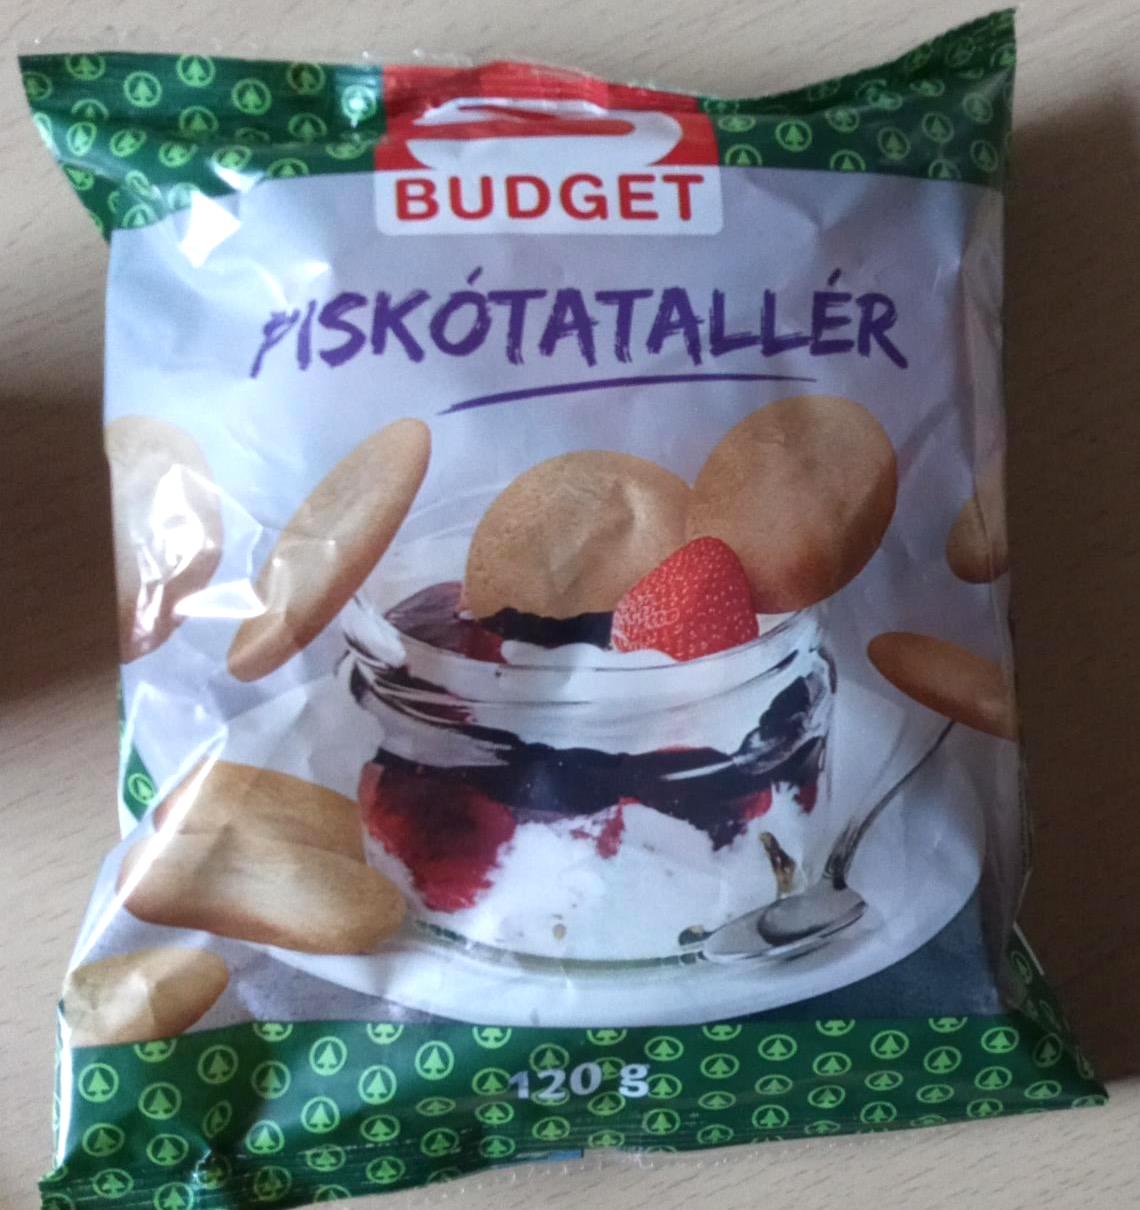 BUDGET
PISKÓTATALLÉR
120 g